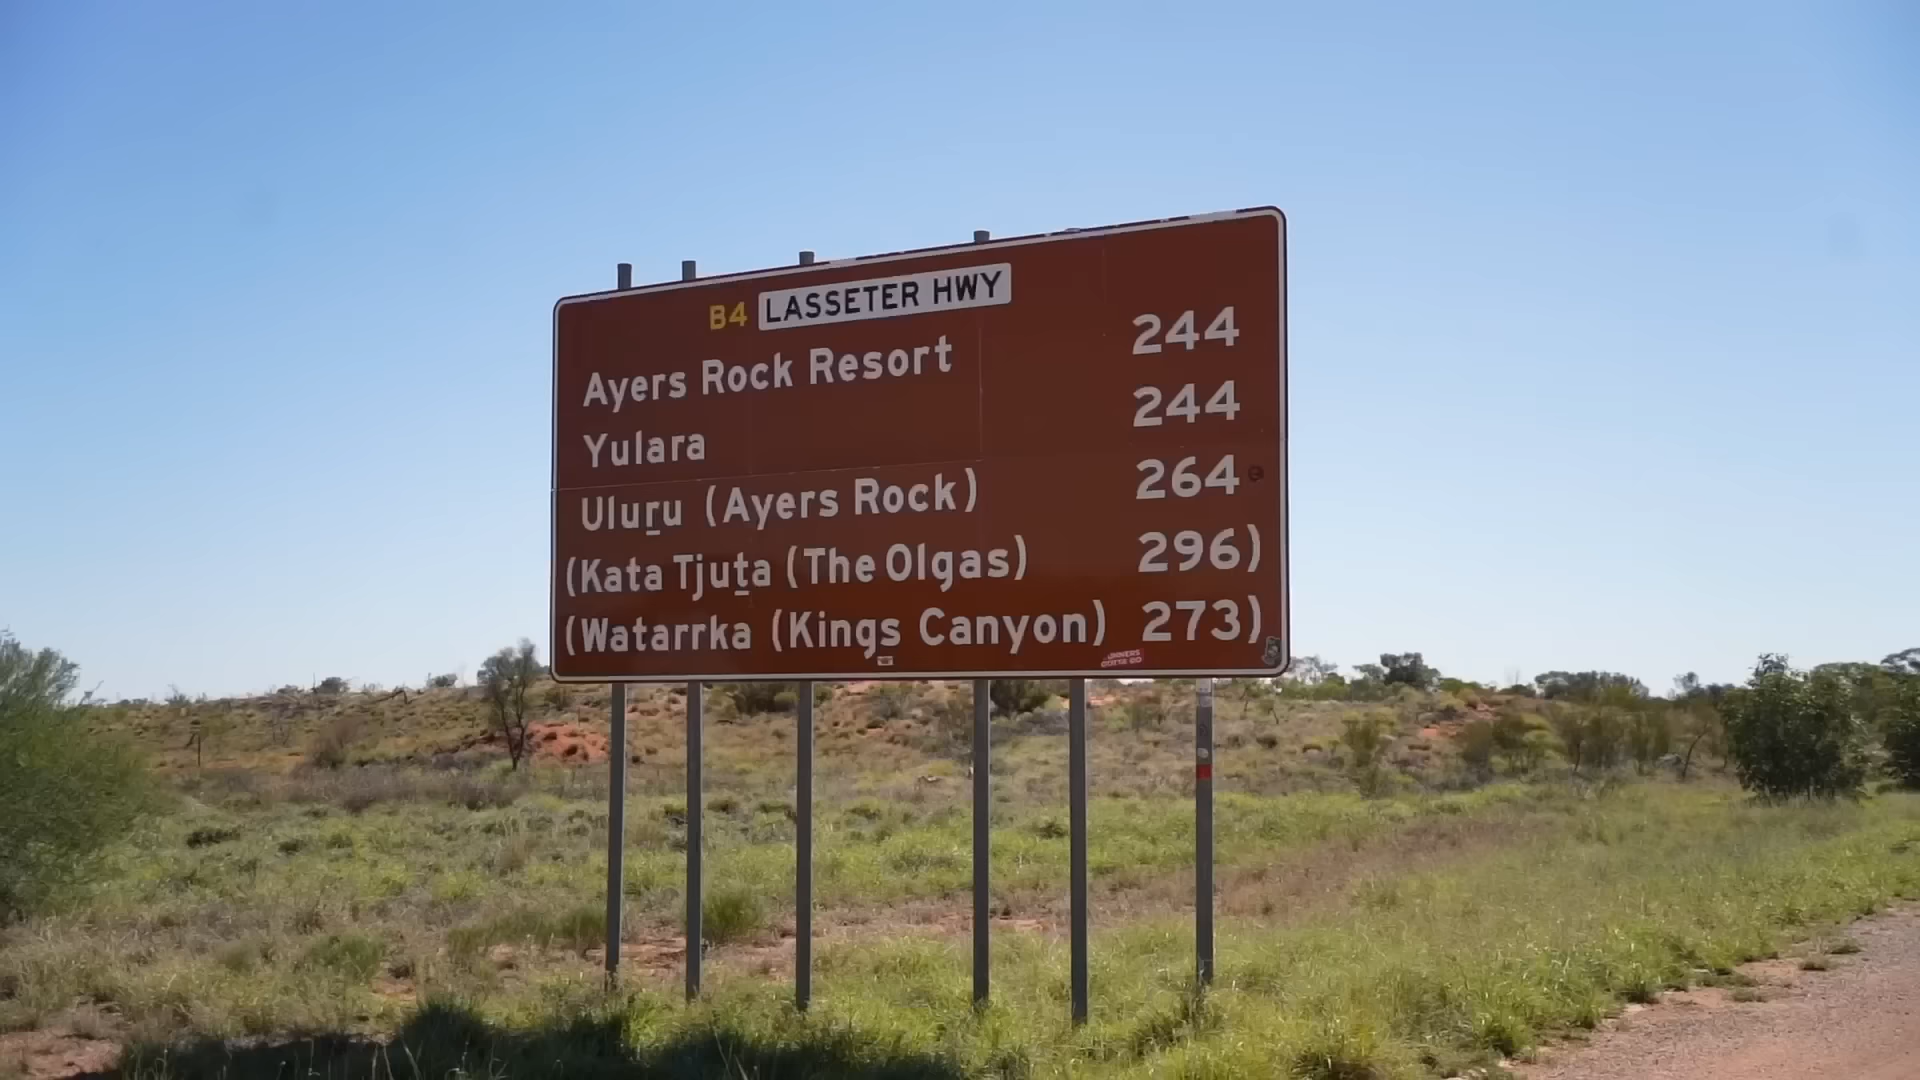 B4 LASSETER HWY
Ayers Rock Resort 244
Yulara 244
Uluṟu (Ayers Rock) 264
(Kata Tjuṯa (The Olgas) 296)
(Watarrka (Kings Canyon) 273)